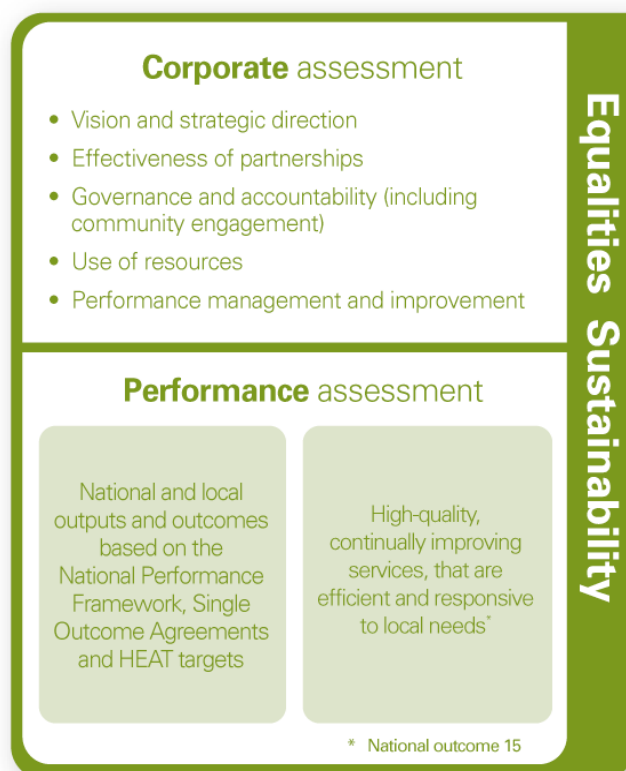 Corporate assessment
• Vision and strategic direction
• Effectiveness of partnerships
• Governance and accountability (including
community engagement)
• Use of resources
• Performance management and improvement
Performance assessment
National and local
outputs and outcomes
based on the
National Performance
Framework, Single
Outcome Agreements
and HEAT targets
High-quality,
continually improving
services, that are
efficient and responsive
to local needs*
* National outcome 15
Equalities Sustainability